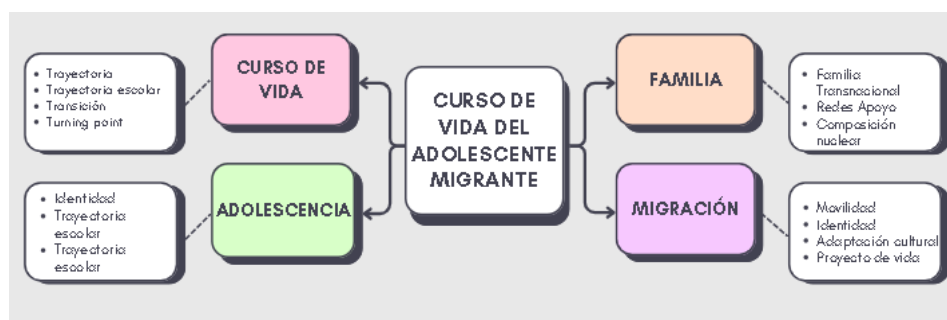 • Trayectoria
• Trayectoria escolar
• Transición
• Turning point
CURSO DE
VIDA
• Identidad
• Trayectoria
escolar
• Trayectoria
escolar
ADOLESCENCIA
CURSO DE
VIDA DEL
ADOLESCENTE
MIGRANTE
FAMILIA
• Familia
Transnacional
• Redes Apoyo
• Composición
nuclear
MIGRACIÓN
• Movilidad
• Identidad
• Adaptación cultural
• Proyecto de vida